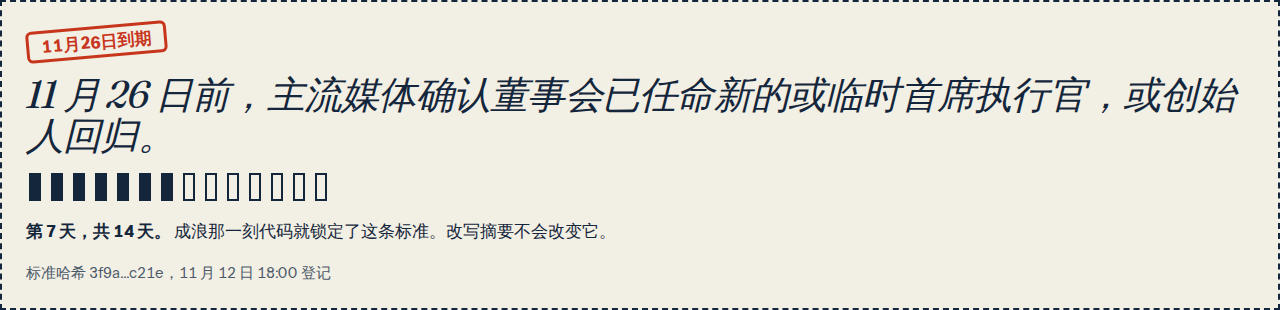 11月26日到期
11 月 26 日前，主流媒体确认董事会已任命新的或临时首席执行官，或创始
人回归。
第 7 天，共 14 天。 成浪那一刻代码就锁定了这条标准。改写摘要不会改变它。
标准哈希 3f9a…c21e，11 月 12 日 18:00 登记